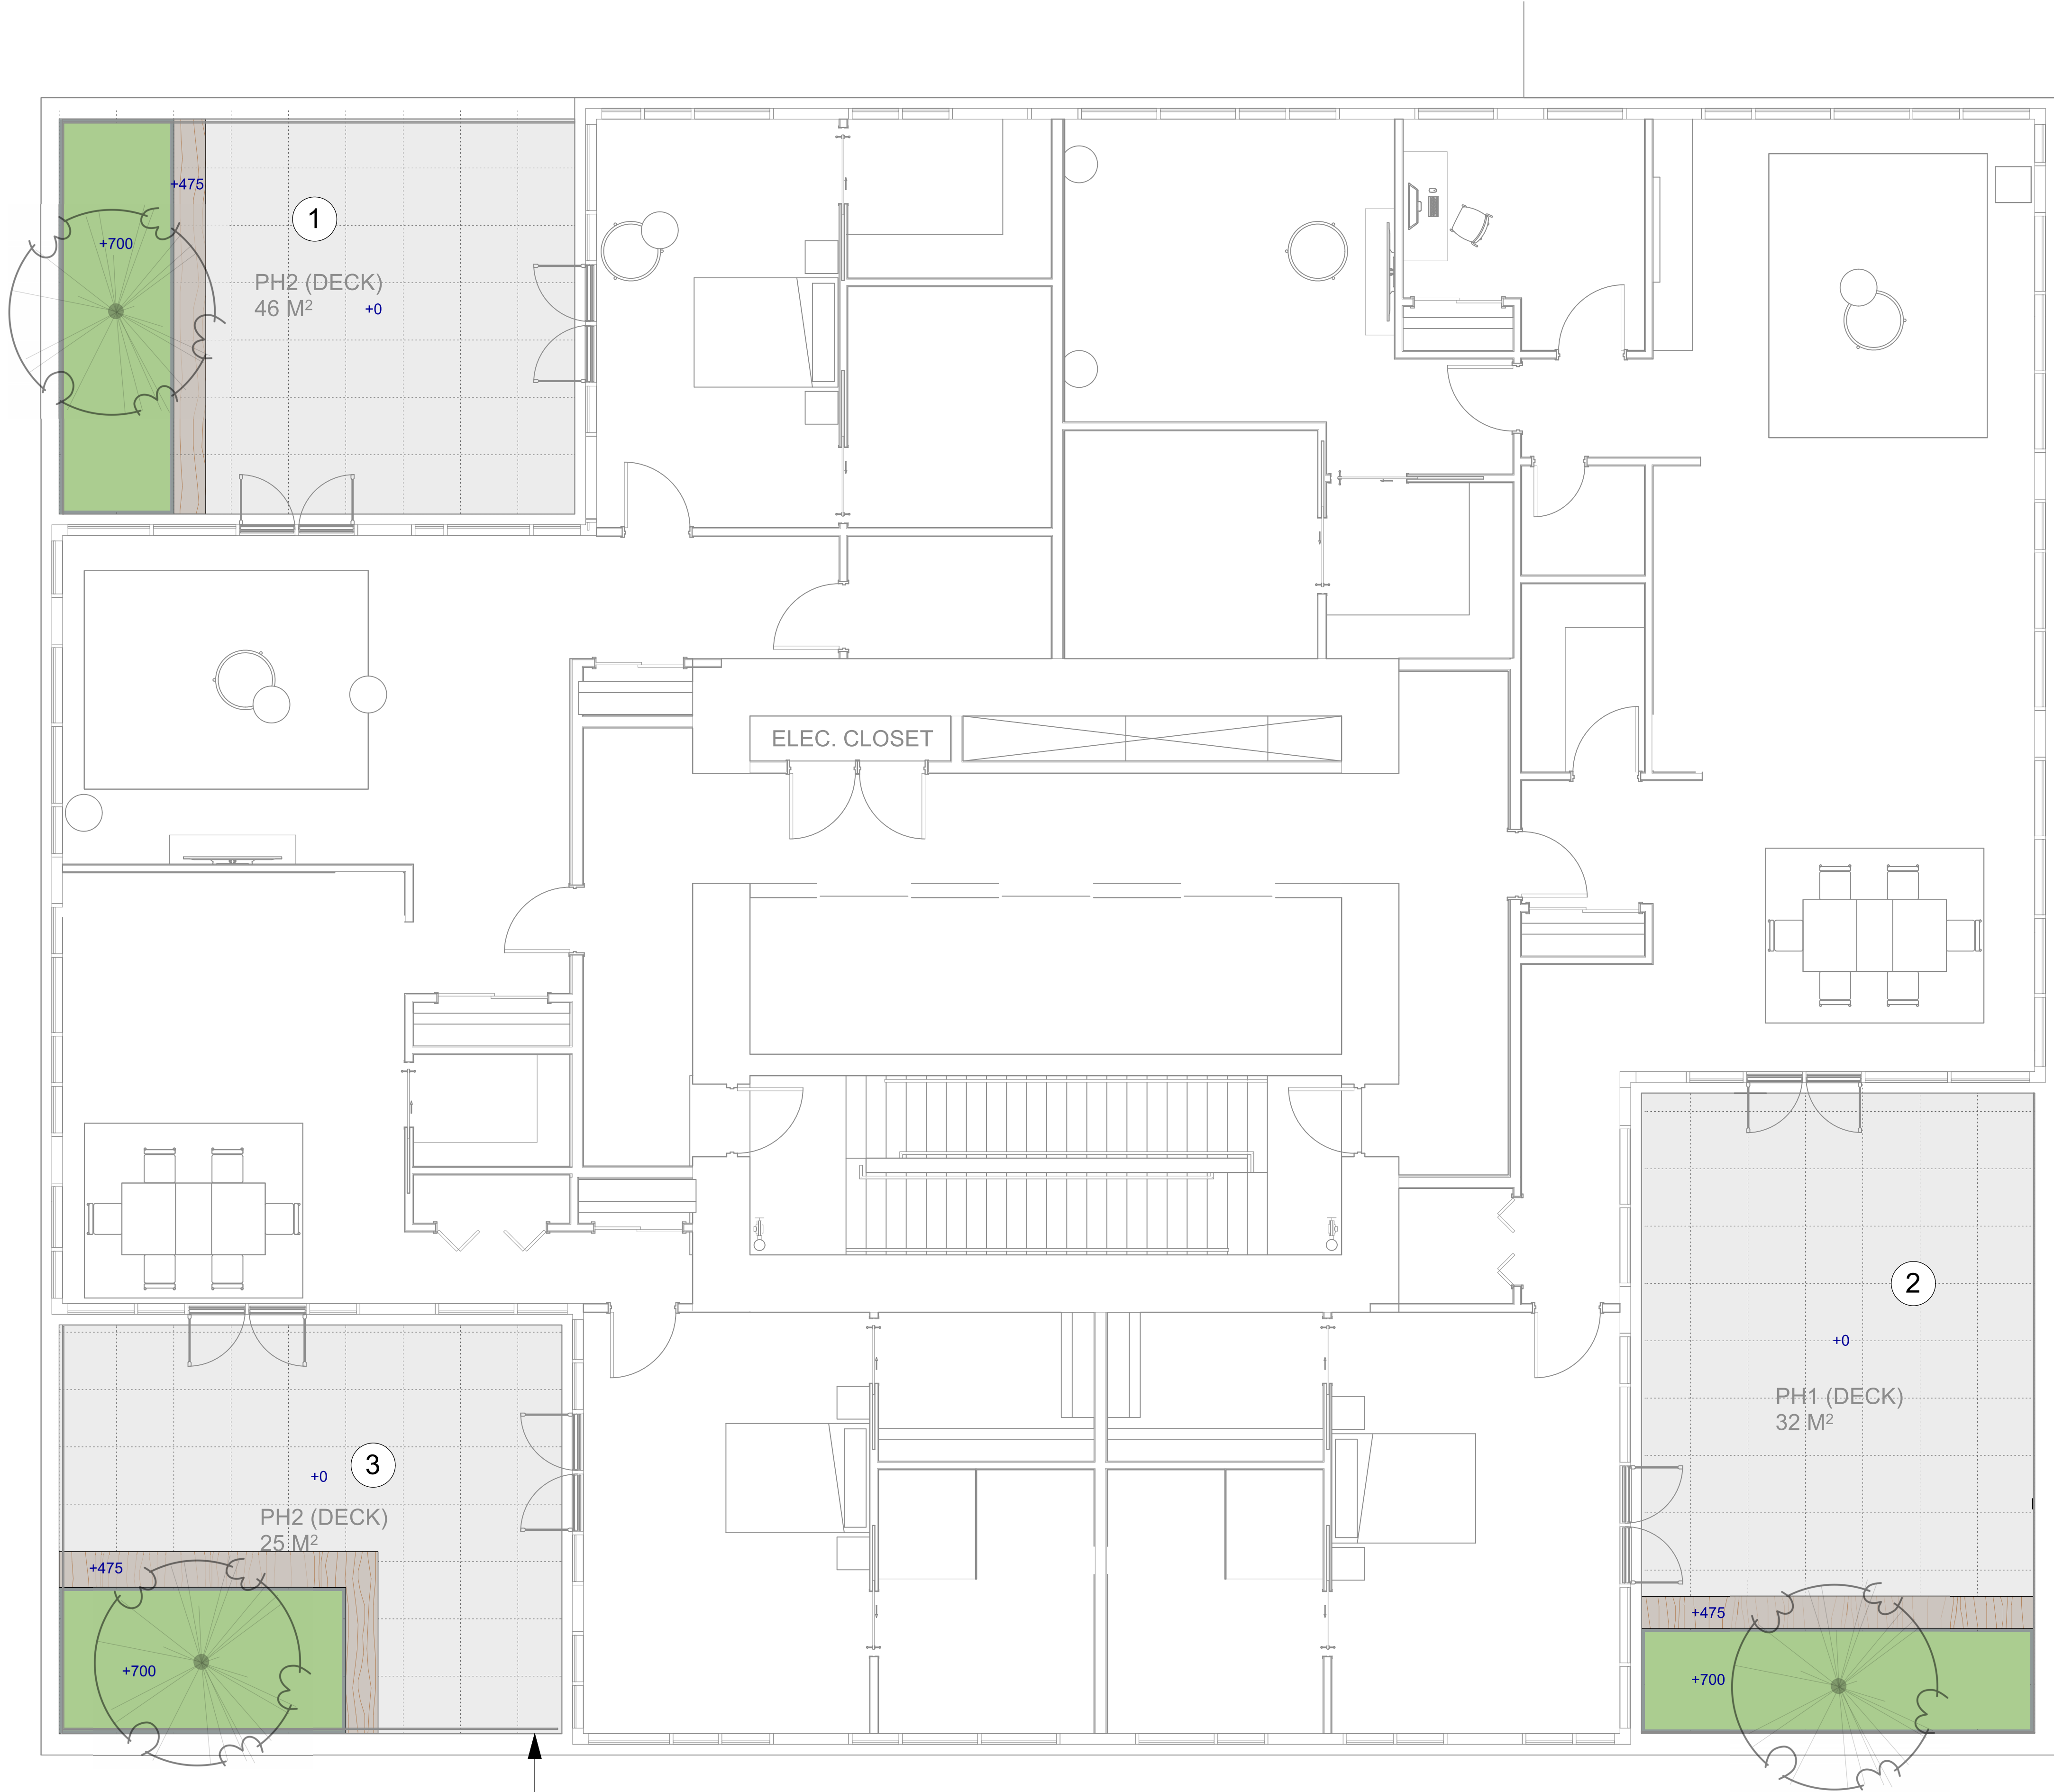 +475
1
+700
PH2 (DECK)
46 M²
+0
ELEC. CLOSET
2
+0
PH1 (DECK)
32 M²
3
+0
PH2 (DECK)
25 M²
+475
+700
+475
+700